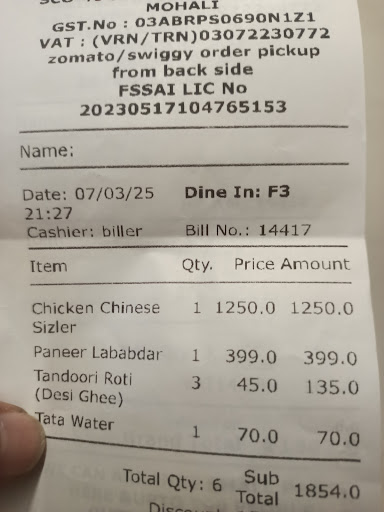 MOHALI
GST.No : 03ABRPS0690N1Z1
VAT : (VRN/TRN)03072230772
zomato/swiggy order pickup
from back side
FSSAI LIC No
20230517104765153
Name:
Date: 07/03/25 Dine In: F3
21:27
Cashier: biller Bill No.: 14417
Item Qty. Price Amount
Chicken Chinese 1 1250.0 1250.0
Sizler
Paneer Lababdar 1 399.0 399.0
Tandoori Roti 3 45.0 135.0
(Desi Ghee)
Tata Water 1 70.0 70.0
Total Qty: 6 Sub
Total 1854.0